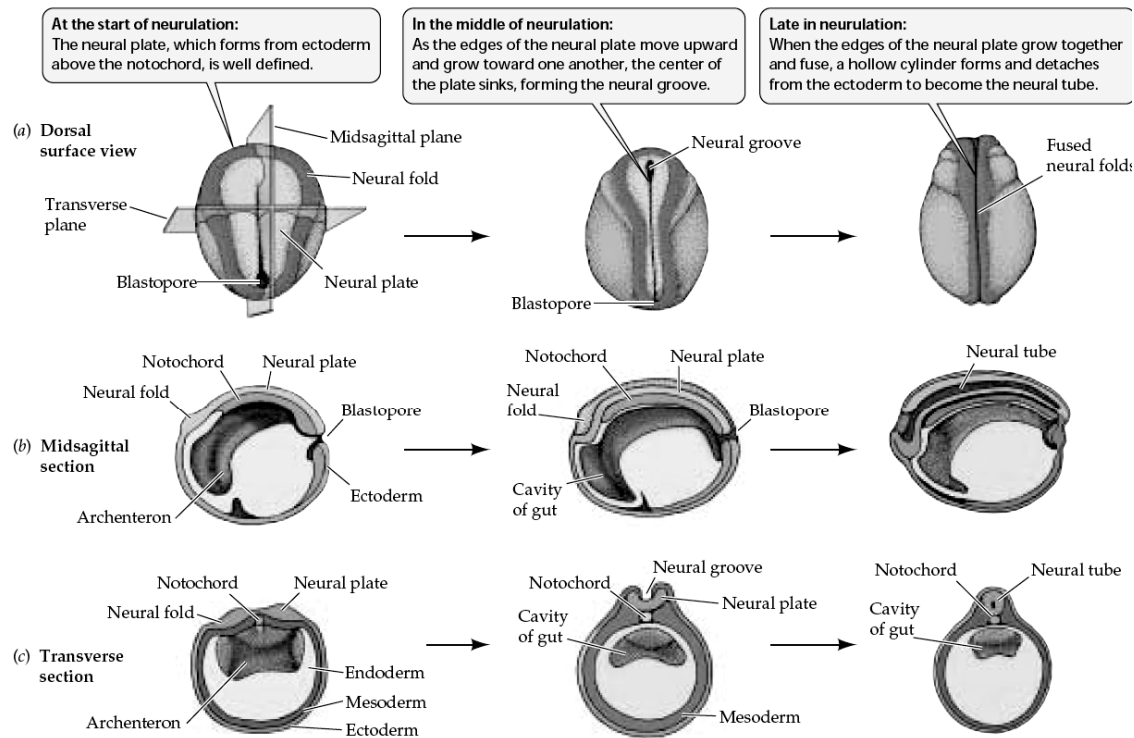 At the start of neurulation:
The neural plate, which forms from ectoderm
above the notochord, is well defined.
In the middle of neurulation:
As the edges of the neural plate move upward
and grow toward one another, the center of
the plate sinks, forming the neural groove.
Late in neurulation:
When the edges of the neural plate grow together
and fuse, a hollow cylinder forms and detaches
from the ectoderm to become the neural tube.
(a) Dorsal
surface view
Midsagittal plane
Neural fold
Transverse
plane
Blastopore
Neural plate
Neural groove
Blastopore
Fused
neural folds
(b) Midsagittal
section
Notochord
Neural plate
Neural fold
Blastopore
Ectoderm
Archenteron
Notochord
Neural plate
Neural
fold
Blastopore
Cavity
of gut
Neural tube
(c) Transverse
section
Notochord
Neural plate
Neural fold
Endoderm
Mesoderm
Archenteron
Ectoderm
Neural groove
Notochord
Neural plate
Cavity
of gut
Mesoderm
Notochord
Neural tube
Cavity
of gut